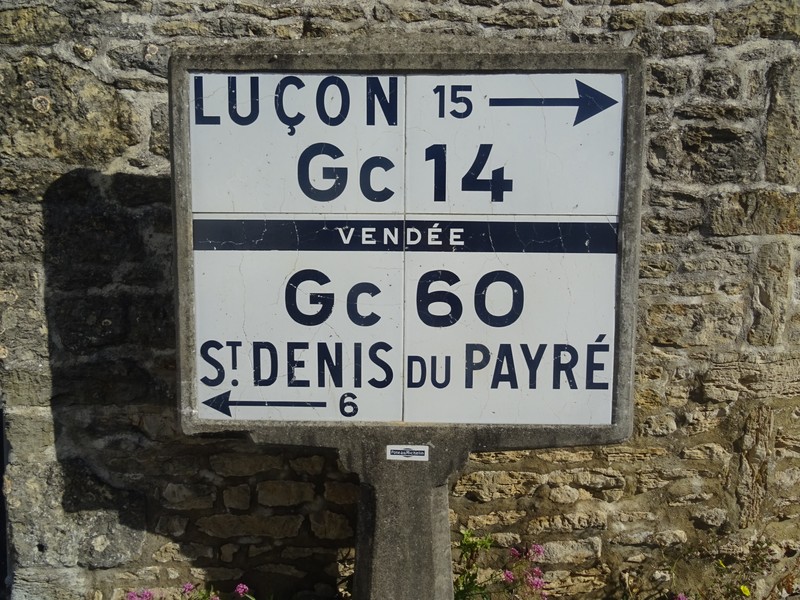 LUÇON 15
Gc 14
VENDÉE
Gc 60
ST. DENIS DU PAYRÉ
6